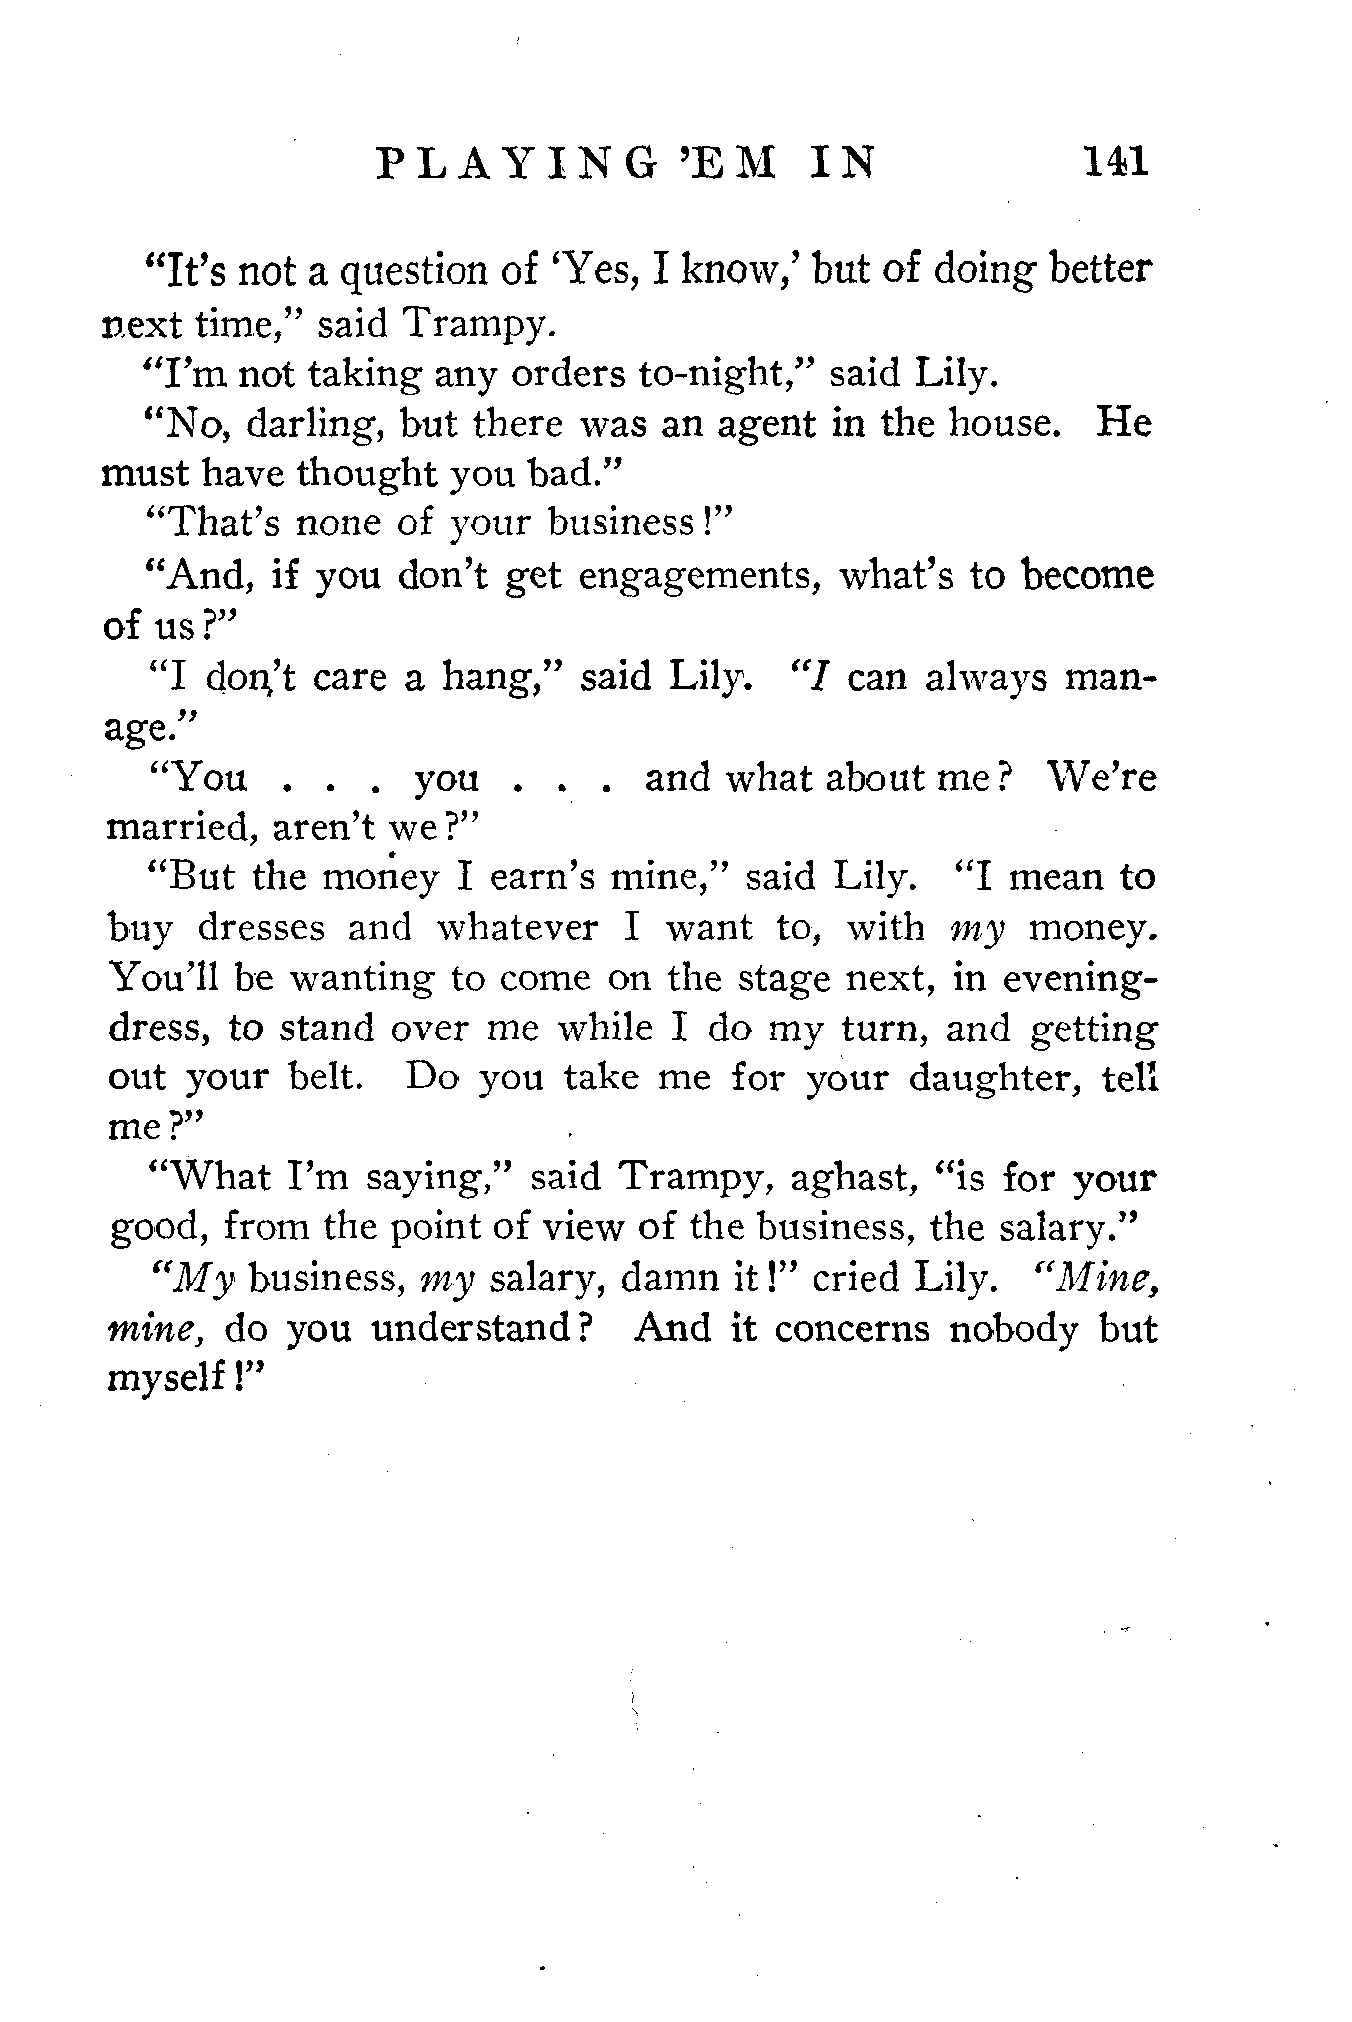 PLAYING 'EM IN 141
“It’s not a question of ‘Yes, I know,’ but of doing better
next time,” said Trampy.
“I’m not taking any orders to-night,” said Lily.
“No, darling, but there was an agent in the house. He
must have thought you bad.”
“That’s none of your business!”
“And, if you don’t get engagements, what’s to become
of us?”
“I don’t care a hang,” said Lily. “I can always man-
age.”
“You . . . you . . . and what about me? We’re
married, aren’t we?”
“But the money I earn’s mine,” said Lily. “I mean to
buy dresses and whatever I want to, with my money.
You’ll be wanting to come on the stage next, in evening-
dress, to stand over me while I do my turn, and getting
out your belt. Do you take me for your daughter, tell
me?”
“What I’m saying,” said Trampy, aghast, “is for your
good, from the point of view of the business, the salary.”
“My business, my salary, damn it!” cried Lily. “Mine,
mine, do you understand? And it concerns nobody but
myself!”